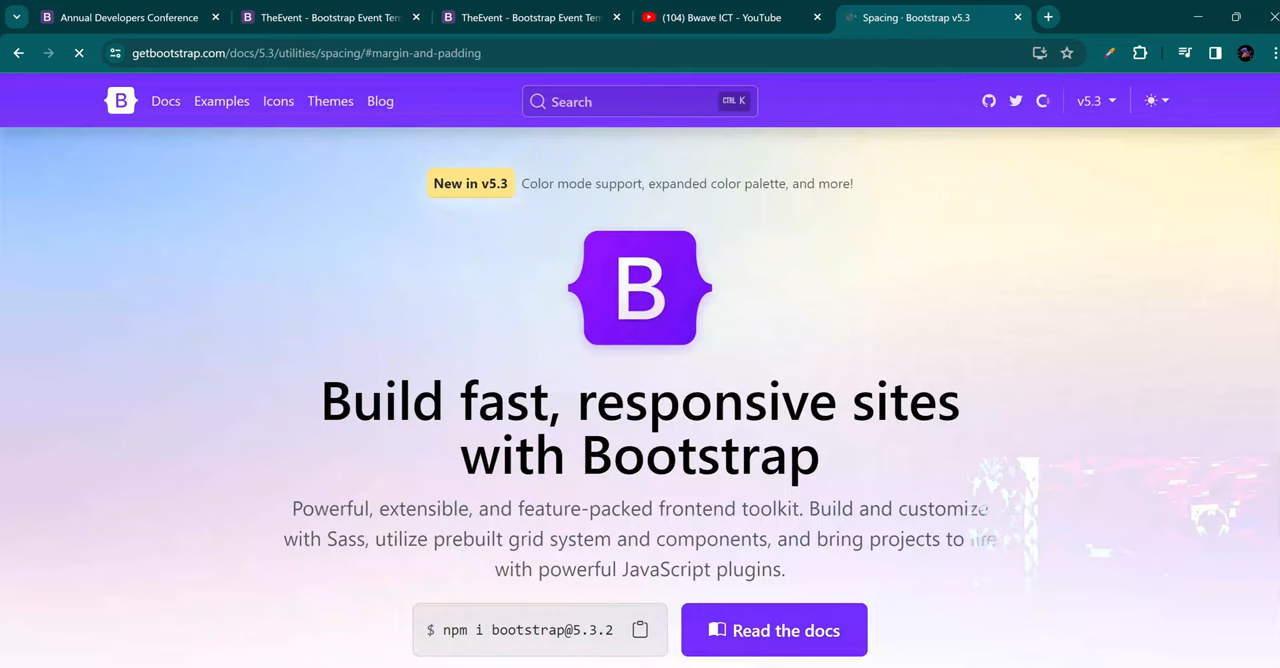 Annual Developers Conference
TheEvent - Bootstrap Event Tem
TheEvent - Bootstrap Event Tem
(104) Bwave ICT - YouTube
Spacing · Bootstrap v5.3
getbootstrap.com/docs/5.3/utilities/spacing/#margin-and-padding
B
Docs
Examples
Icons
Themes
Blog
Search
CTRL K
v5.3
New in v5.3
Color mode support, expanded color palette, and more!
B
Build fast, responsive sites
with Bootstrap
Powerful, extensible, and feature-packed frontend toolkit. Build and customize
with Sass, utilize prebuilt grid system and components, and bring projects to life
with powerful JavaScript plugins.
$ npm i bootstrap@5.3.2
Read the docs